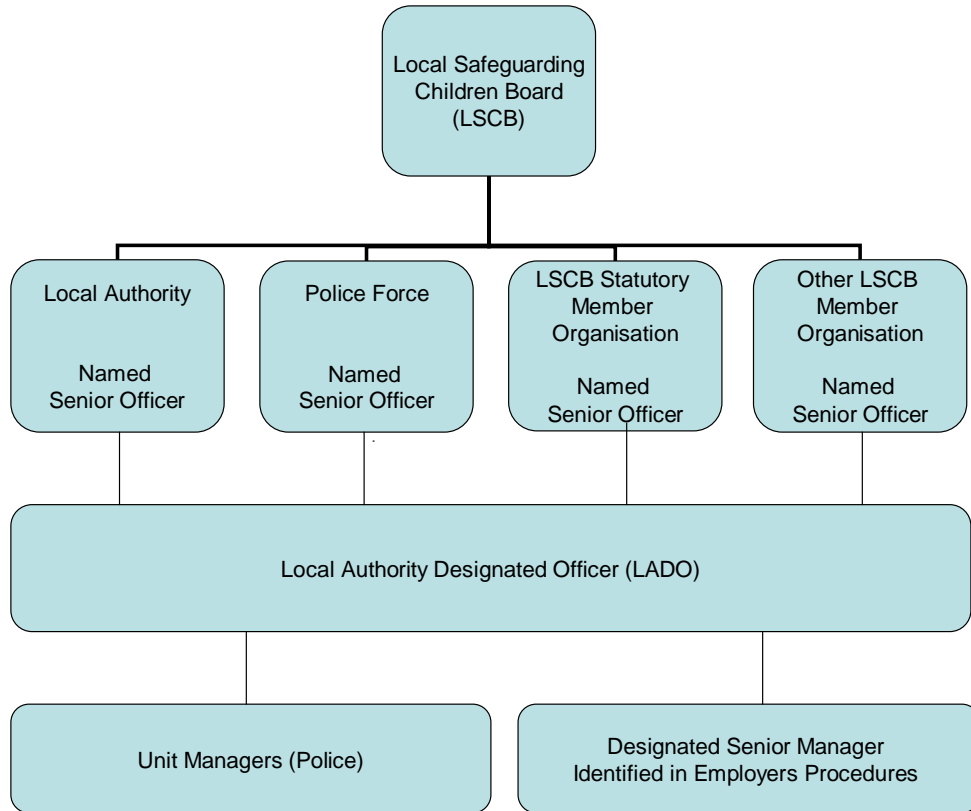 Local Safeguarding
Children Board
(LSCB)
Local Authority
Named
Senior Officer
Police Force
Named
Senior Officer
LSCB Statutory
Member
Organisation
Named
Senior Officer
Other LSCB
Member
Organisation
Named
Senior Officer
Local Authority Designated Officer (LADO)
Unit Managers (Police)
Designated Senior Manager
Identified in Employers Procedures